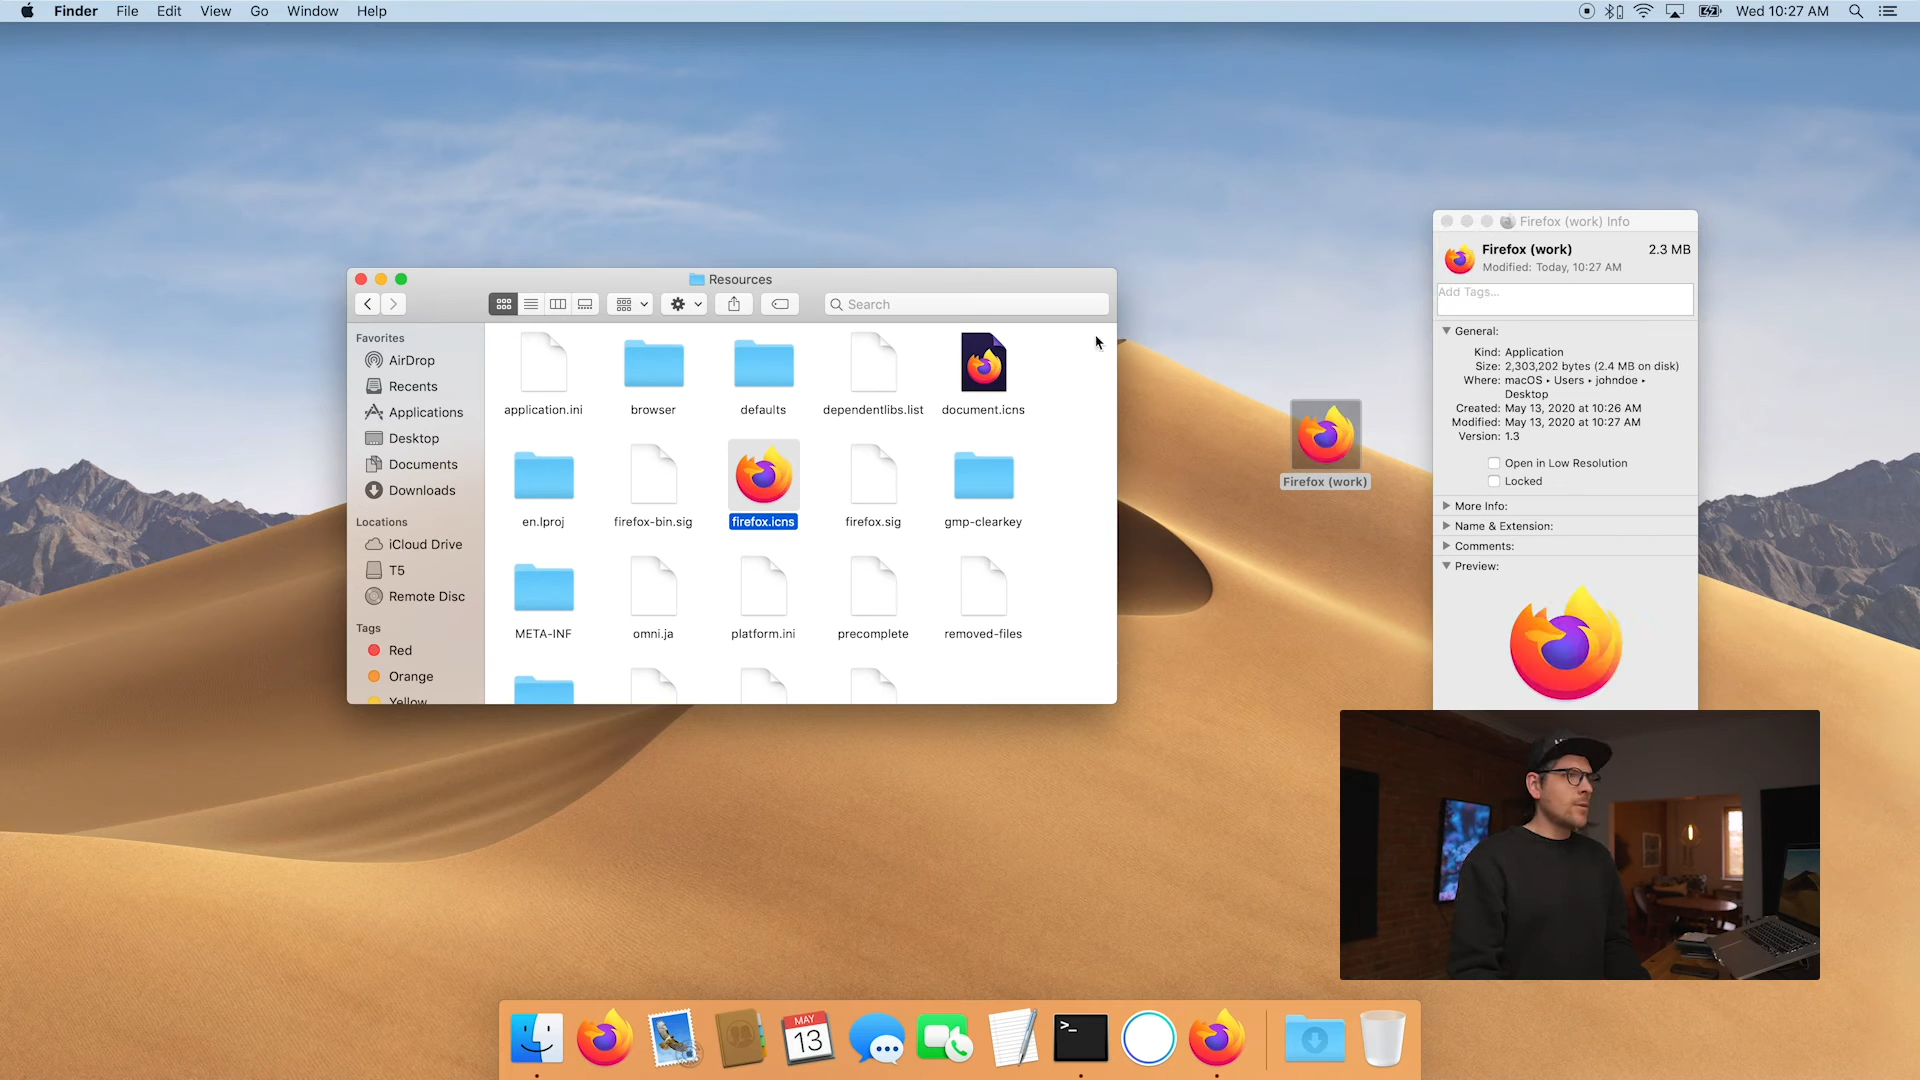 Finder File Edit View Go Window Help
Wed 10:27 AM
Resources
Search
Favorites
AirDrop
Recents
Applications
Desktop
Documents
Downloads
Locations
iCloud Drive
T5
Remote Disc
Tags
Red
Orange
Yellow
application.ini browser defaults dependentlibs.list document.icns
en.lproj firefox-bin.sig firefox.icns firefox.sig gmp-clearkey
META-INF omni.ja platform.ini precomplete removed-files
Firefox (work)
Firefox (work) Info
Firefox (work) 2.3 MB
Modified: Today, 10:27 AM
Add Tags...
General:
Kind: Application
Size: 2,303,202 bytes (2.4 MB on disk)
Where: macOS ▸ Users ▸ johndoe ▸
Desktop
Created: May 13, 2020 at 10:26 AM
Modified: May 13, 2020 at 10:27 AM
Version: 1.3
Open in Low Resolution
Locked
More Info:
Name & Extension:
Comments:
Preview:
MAY
13
>_